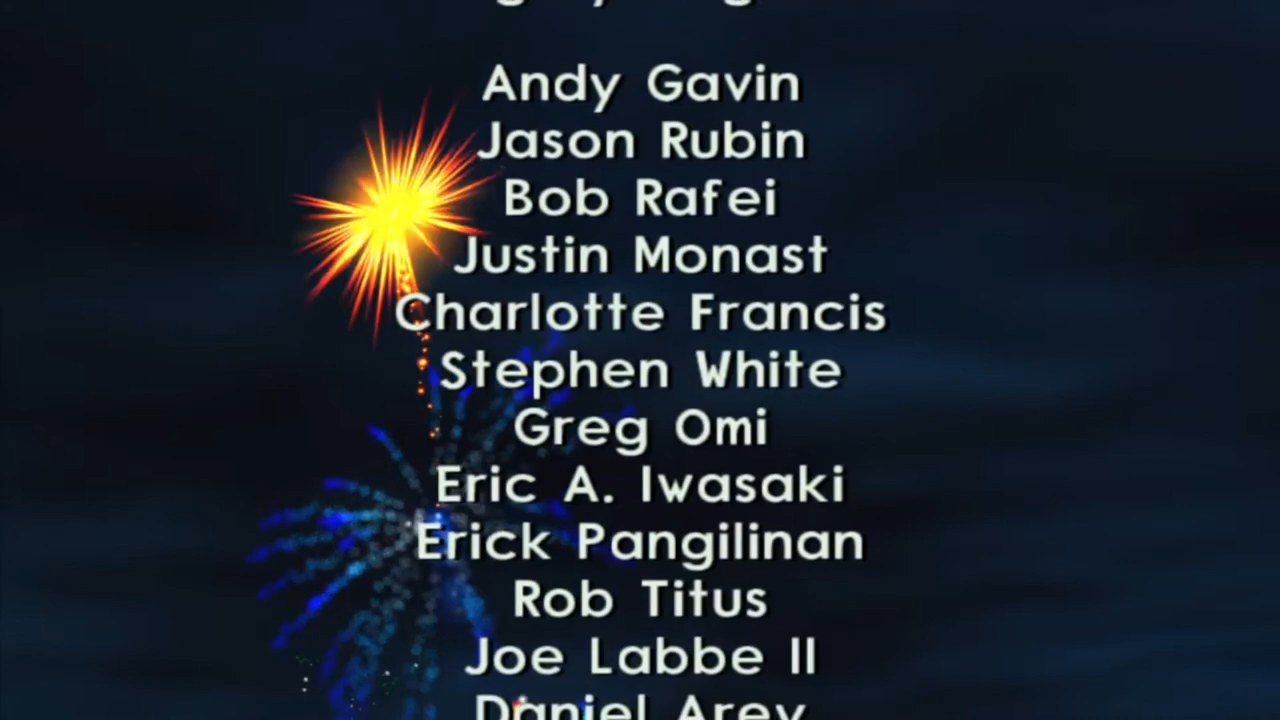 Andy Gavin
Jason Rubin
Bob Rafei
Justin Monast
Charlotte Francis
Stephen White
Greg Omi
Eric A. Iwasaki
Erick Pangilinan
Rob Titus
Joe Labbe II
Daniel Arey